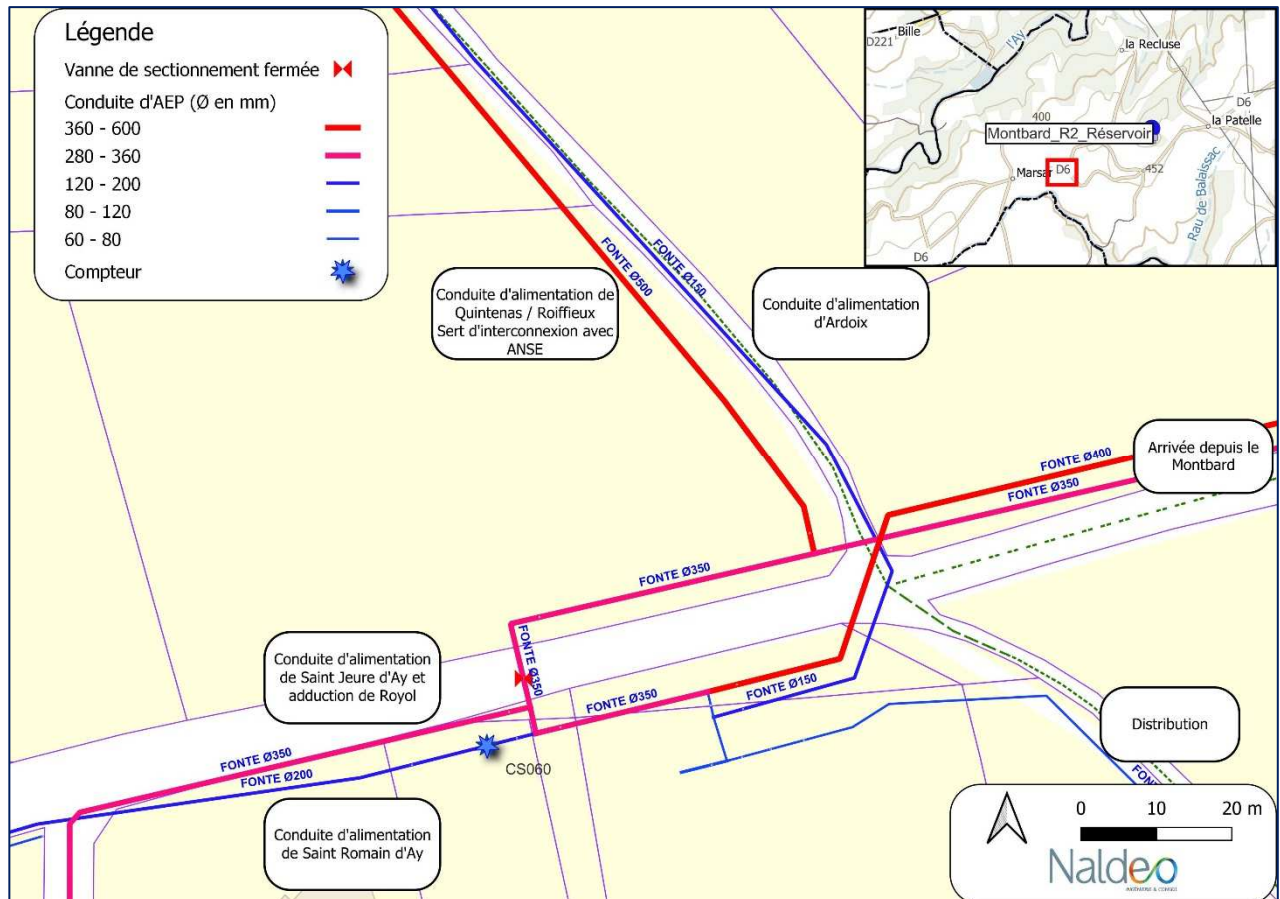 Légende
Vanne de sectionnement fermée
Conduite d'AEP (Ø en mm)
360 - 600
280 - 360
120 - 200
80 - 120
60 - 80
Compteur
D221
Bille
l'Ay
la Recluse
D6
la Patelle
400
Montbard_R2_Réservoir
Marsar
D6
452
Rau de Balaissac
D6
FONTE Ø500
FONTE Ø150
Conduite d'alimentation de
Quintenas / Roiffieux
Sert d'interconnexion avec
ANSE
Conduite d'alimentation
d'Ardoix
Arrivée depuis le
Montbard
FONTE Ø400
FONTE Ø350
FONTE Ø350
FONTE Ø350
Conduite d'alimentation
de Saint Jeure d'Ay et
adduction de Royol
FONTE Ø350
FONTE Ø150
Distribution
FONTE Ø350
FONTE Ø200
CS060
Conduite d'alimentation
de Saint Romain d'Ay
0 10 20 m
Naldeo
INGÉNIERIE & CONSEIL